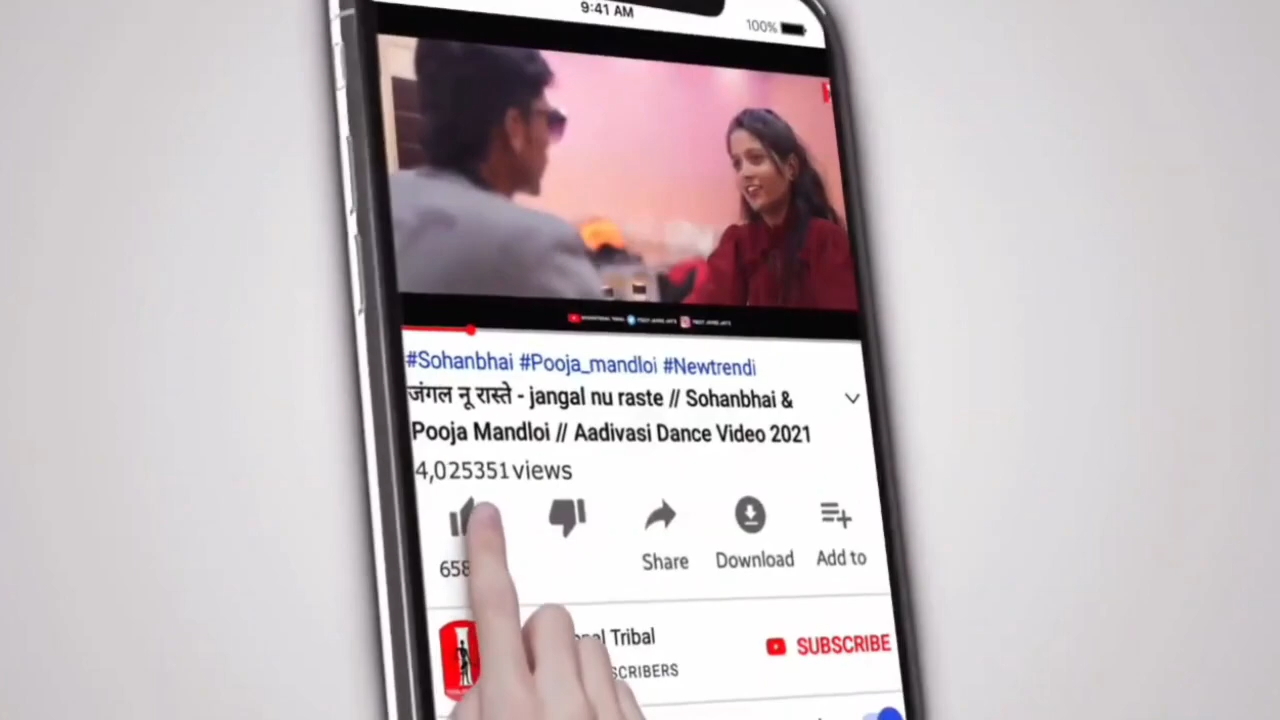 9:41 AM
100%
#Sohanbhai #Pooja_mandloi #Newtrendi
जंगल नू रास्ते - jangal nu raste // Sohanbhai &
Pooja Mandloi // Aadivasi Dance Video 2021
4,025351 views
658
Share
Download
Add to
Tribal
SUBSCRIBE